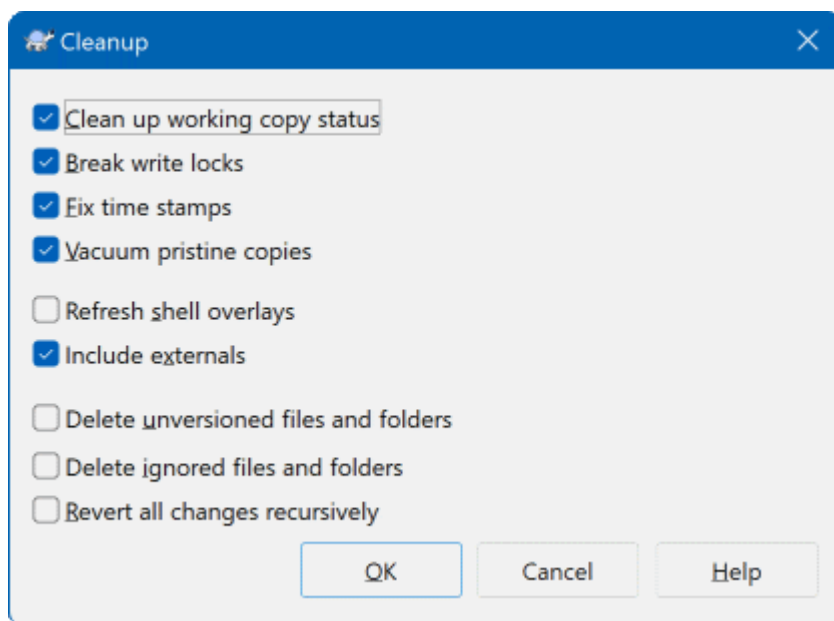 Cleanup
Clean up working copy status
Break write locks
Fix time stamps
Vacuum pristine copies
Refresh shell overlays
Include externals
Delete unversioned files and folders
Delete ignored files and folders
Revert all changes recursively
OK Cancel Help